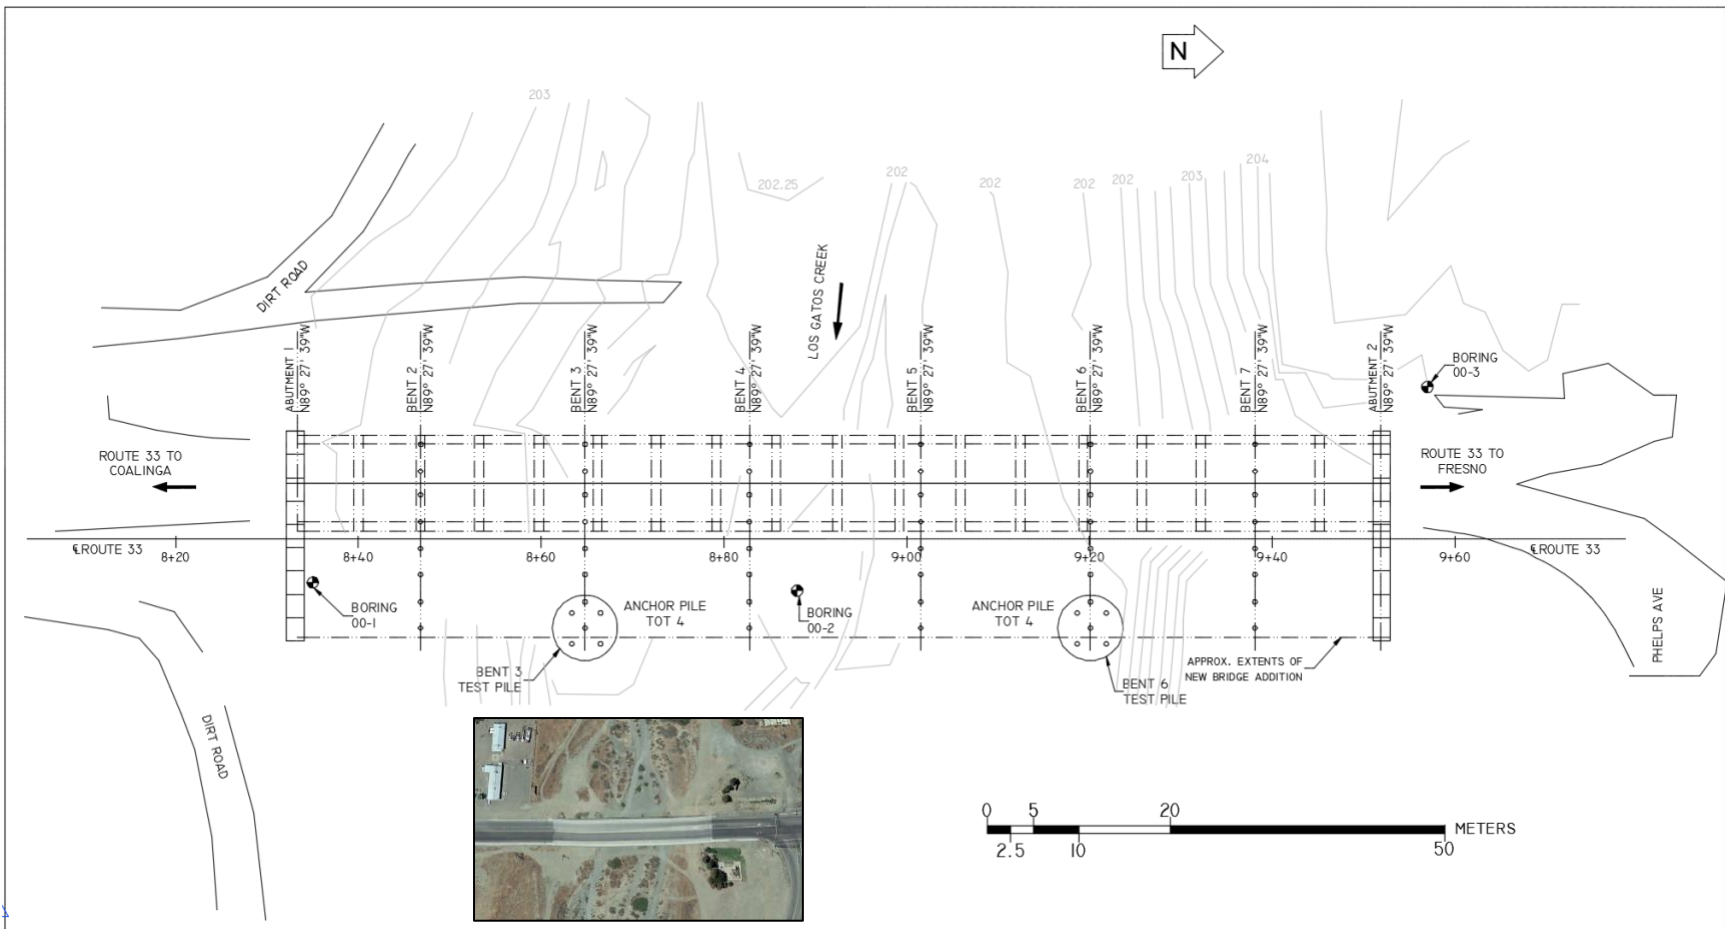 N
203
202.25
202
202
202
202
203
204
DIRT ROAD
LOS GATOS CREEK
ABUTMENT 1
N89° 27' 39"W
BENT 2
N89° 27' 39"W
BENT 3
N89° 27' 39"W
BENT 4
N89° 27' 39"W
BENT 5
N89° 27' 39"W
BENT 6
N89° 27' 39"W
BENT 7
N89° 27' 39"W
ABUTMENT 2
N89° 27' 39"W
BORING
00-3
ROUTE 33 TO
COALINGA
ROUTE 33 TO
FRESNO
℄ROUTE 33
8+20
8+40
8+60
8+80
9+00
9+20
9+40
9+60
℄ROUTE 33
BORING
00-1
ANCHOR PILE
TOT 4
BORING
00-2
ANCHOR PILE
TOT 4
BENT 3
TEST PILE
BENT 6
TEST PILE
APPROX. EXTENTS OF
NEW BRIDGE ADDITION
PHELPS AVE
DIRT ROAD
0 5 20
METERS
2.5 10 50